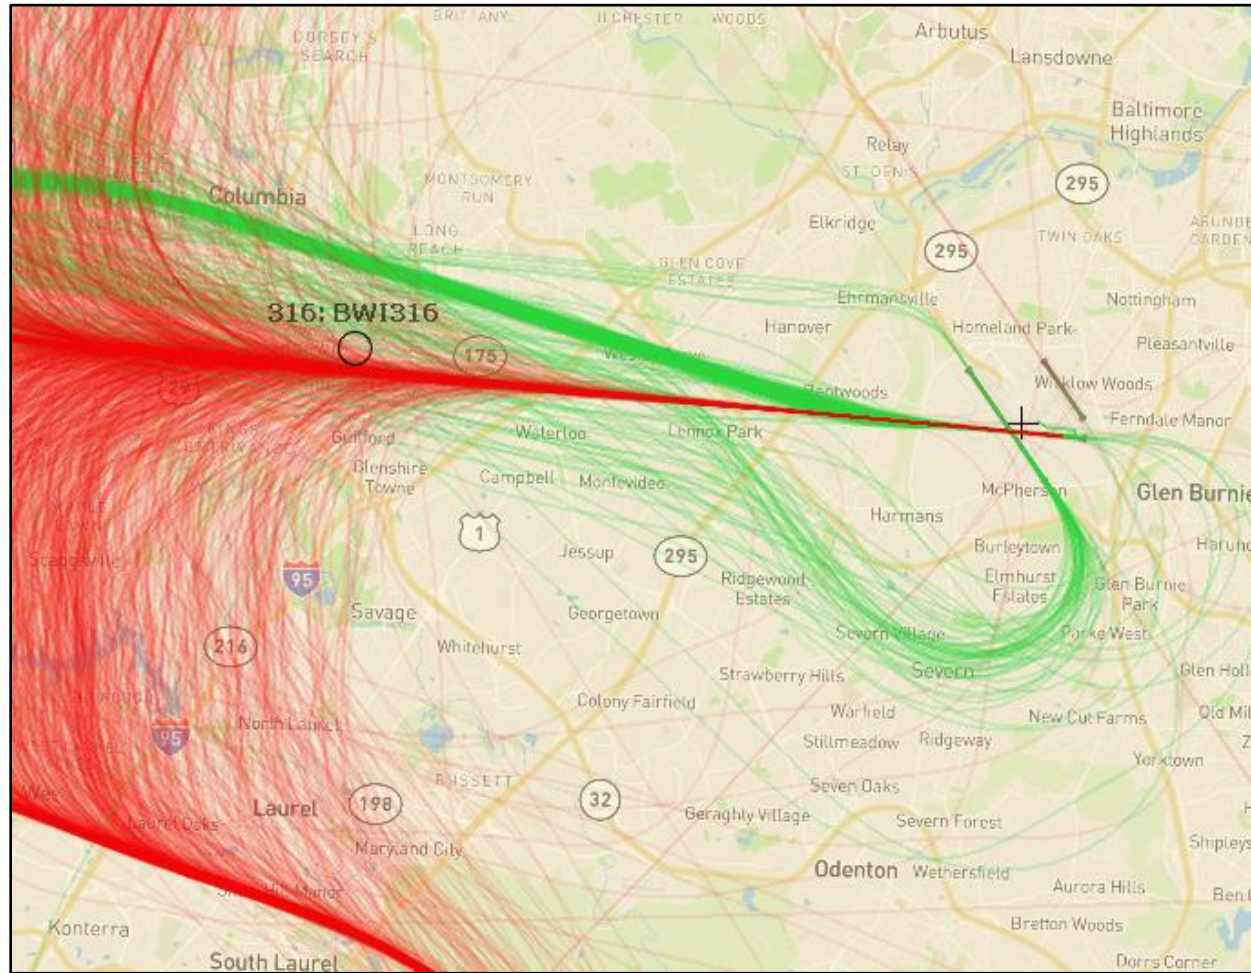 BRITTANY
ILCHESTER
WOODS
Arbutus
DORSEY'S
SEARCH
Lansdowne
Baltimore
Highlands
Relay
ST. DENIS
295
MONTGOMERY
RUN
Columbia
Elkridge
LONG
REACH
295
TWIN OAKS
GLEN COVE
ESTATES
Ehrmansville
Nottingham
316: BWI316
Hanover
Homeland Park
Pleasantville
175
29
Wicklow Woods
Ferndale Manor
Guilford
Waterloo
Lennox Park
Glenshire
Towne
Campbell
Montevideo
McPherson
Glen Burnie
Harmans
1
Jessup
295
Burleytown
Scaggsville
95
Ridgewood
Estates
Elmhurst
Estates
Glen Burnie
Park
Savage
Georgetown
216
Whitehurst
Severn Village
Parke West
Strawberry Hills
Severn
Colony Fairfield
North Laurel
Warfield
New Cut Farms
95
Stillmeadow
Ridgeway
Yorktown
RUSSETT
Seven Oaks
Laurel
198
32
Geraghly Village
Severn Forest
Laurel Oaks
Maryland City
Odenton
Wethersfield
Aurora Hills
Konterra
Bretton Woods
South Laurel
Dorrs Corner